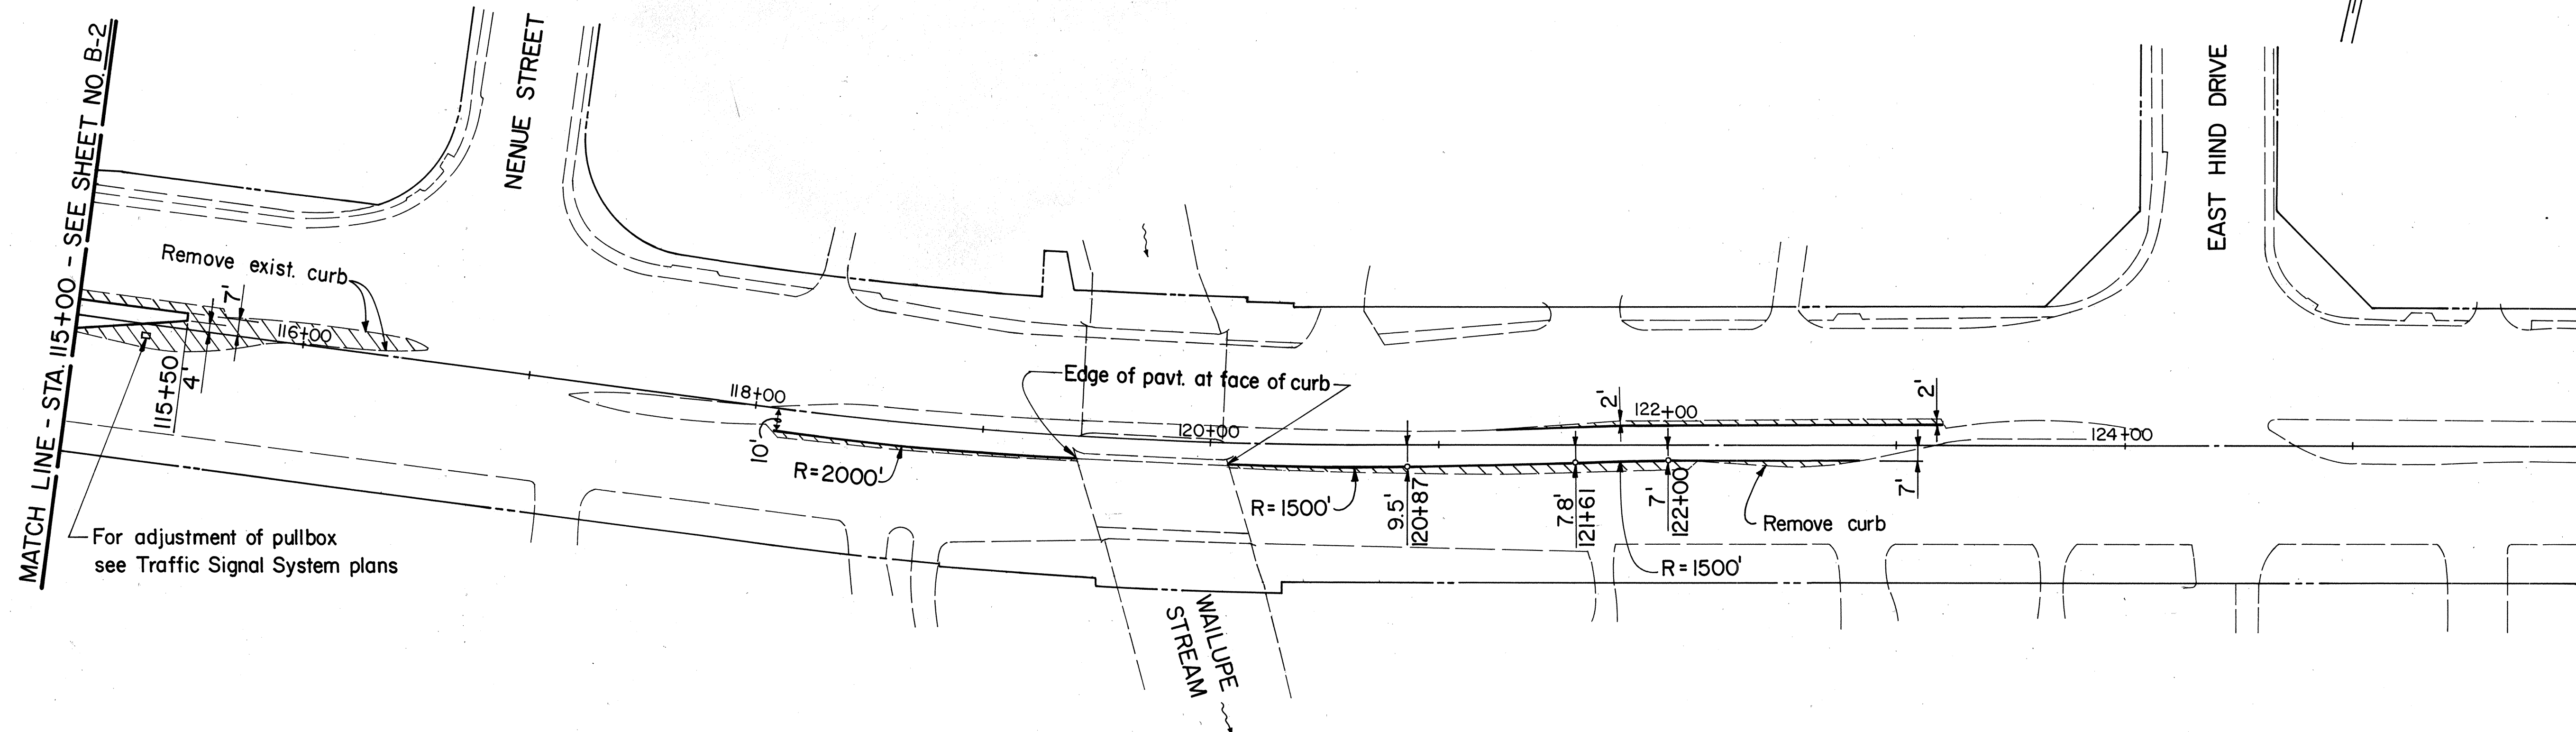 MATCH LINE - STA. 115+00 - SEE SHEET NO. B-2
NENUE STREET
EAST HIND DRIVE
Remove exist. curb
7'
116+00
115+50
4'
For adjustment of pullbox
see Traffic Signal System plans
118+00
10'
R=2000'
Edge of pavt. at face of curb
120+00
R=1500'
9.5'
120+87
7.8'
121+61
2'
122+00
7'
122+00
R=1500'
Remove curb
2'
7'
124+00
WAILUPE
STREAM